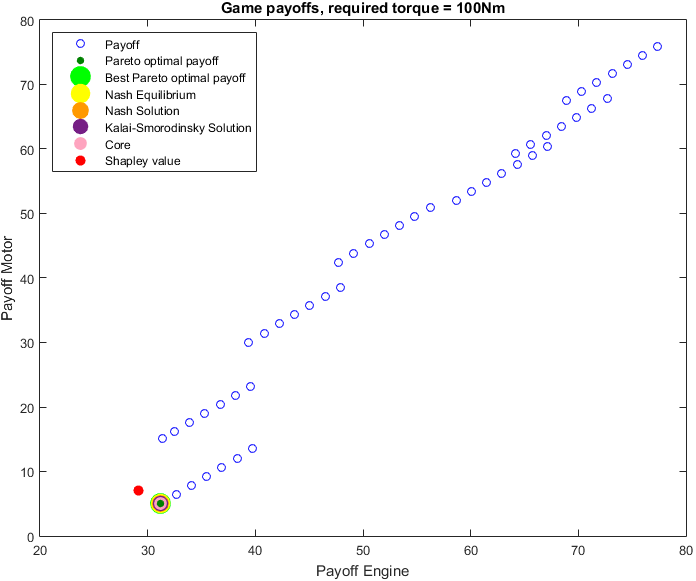 Game payoffs, required torque = 100Nm
80
70
60
50
40
30
20
10
0
Payoff Motor
Payoff
Pareto optimal payoff
Best Pareto optimal payoff
Nash Equilibrium
Nash Solution
Kalai-Smorodinsky Solution
Core
Shapley value
20
30
40
50
60
70
80
Payoff Engine